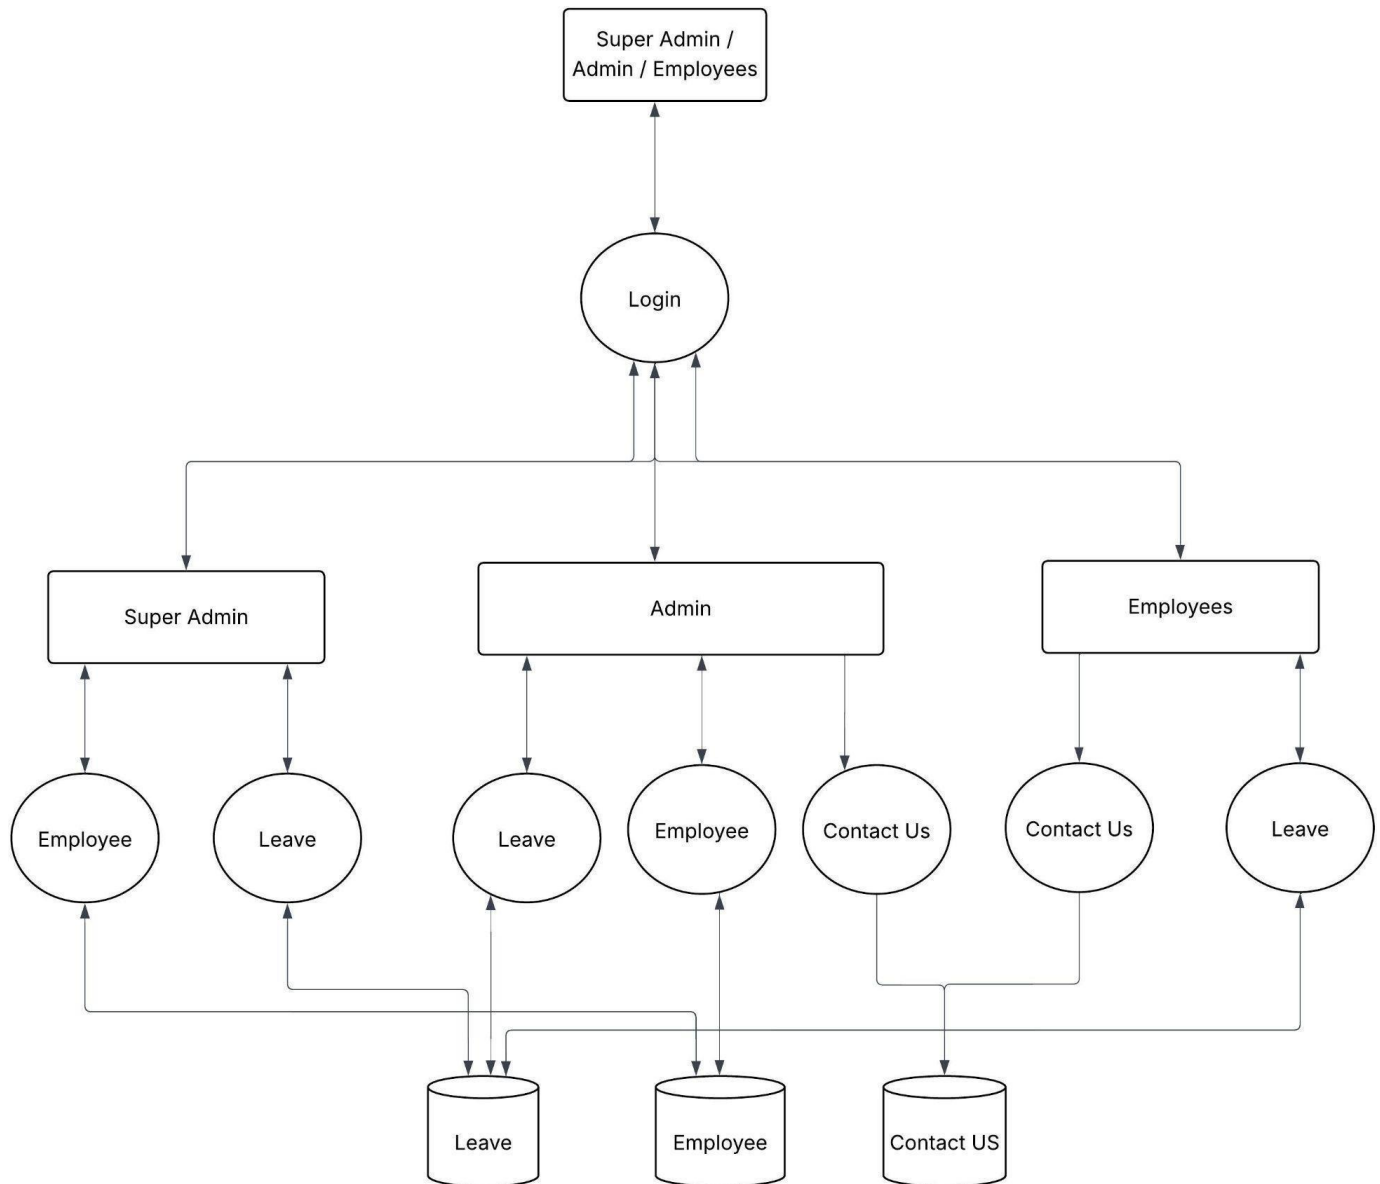 Super Admin /
Admin / Employees
Login
Super Admin
Admin
Employees
Employee
Leave
Leave
Employee
Contact Us
Contact Us
Leave
Leave
Employee
Contact US